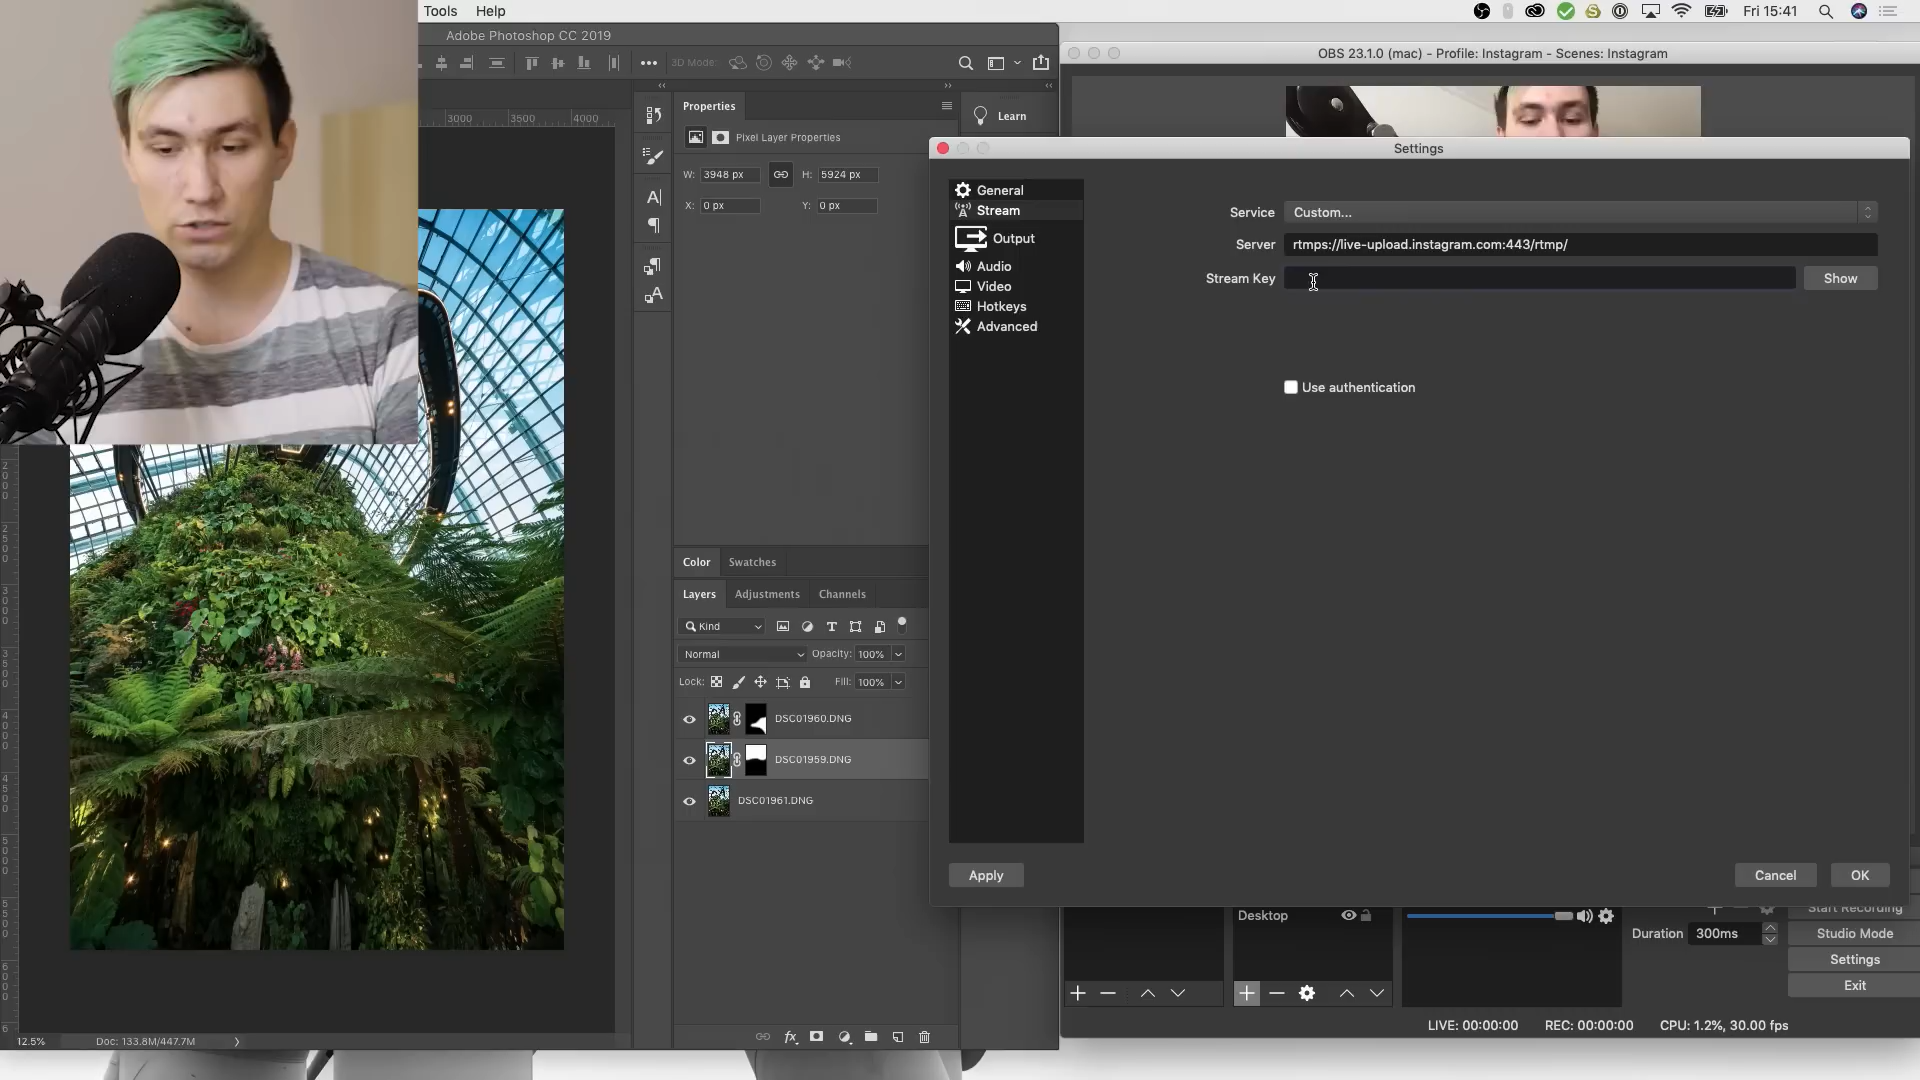 Tools Help
Fri 15:41
Adobe Photoshop CC 2019
3D Mode:
3000 3500 4000
Properties
Learn
Pixel Layer Properties
W: 3948 px H: 5924 px
X: 0 px Y: 0 px
Color Swatches
Layers Adjustments Channels
Kind
Normal Opacity: 100%
Lock: Fill: 100%
DSC01960.DNG
DSC01959.DNG
DSC01961.DNG
12.5% Doc: 133.8M/447.7M
OBS 23.1.0 (mac) - Profile: Instagram - Scenes: Instagram
Settings
General
Stream
Output
Audio
Video
Hotkeys
Advanced
Service Custom...
Server rtmps://live-upload.instagram.com:443/rtmp/
Stream Key Show
Use authentication
Apply Cancel OK
Desktop
Start Recording
Duration 300ms
Studio Mode
Settings
Exit
LIVE: 00:00:00 REC: 00:00:00 CPU: 1.2%, 30.00 fps